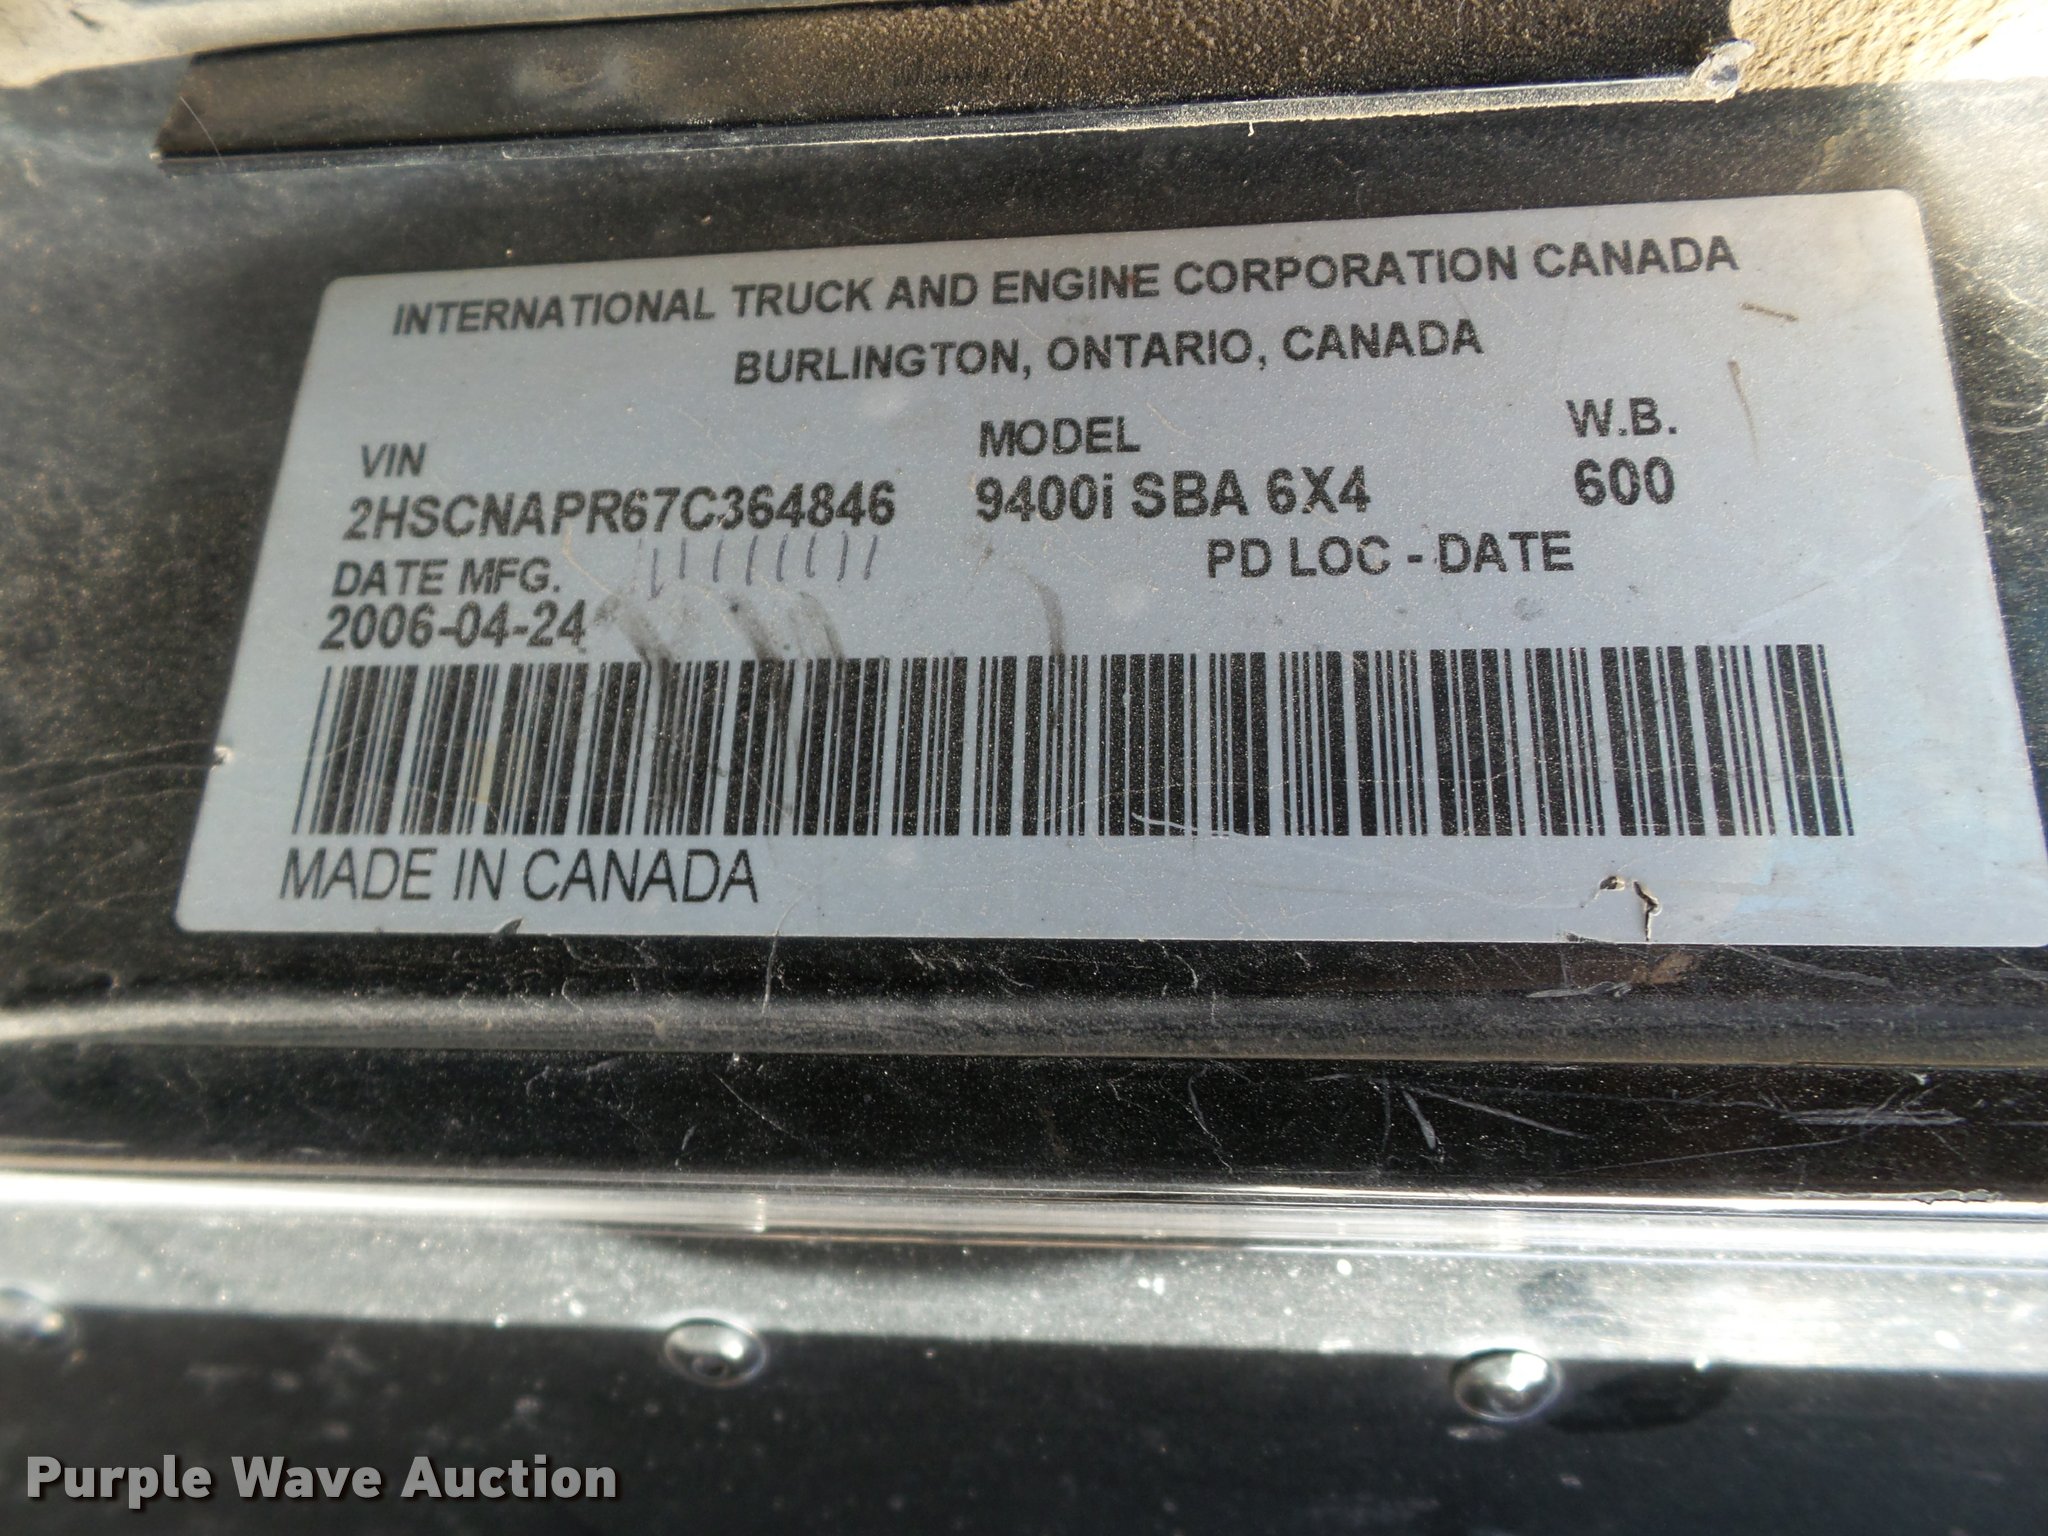 INTERNATIONAL TRUCK AND ENGINE CORPORATION CANADA
BURLINGTON, ONTARIO, CANADA
VIN MODEL W.B.
2HSCNAPR67C364846 9400i SBA 6X4 600
DATE MFG. PD LOC - DATE
2006-04-24
MADE IN CANADA
Purple Wave Auction